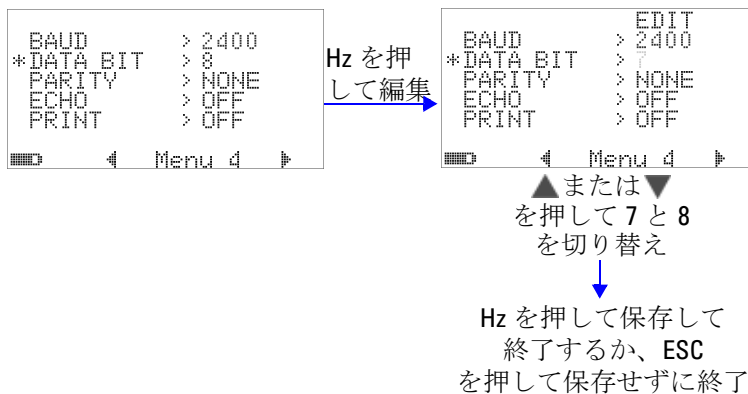 BAUD > 2400
*DATA BIT > 8
PARITY > NONE
ECHO > OFF
PRINT > OFF
Menu 4
Hz を押
して編集
EDIT
BAUD > 2400
*DATA BIT > 7
PARITY > NONE
ECHO > OFF
PRINT > OFF
Menu 4
▲または▼
を押して 7 と 8
を切り替え
Hz を押して保存して
終了するか、ESC
を押して保存せずに終了